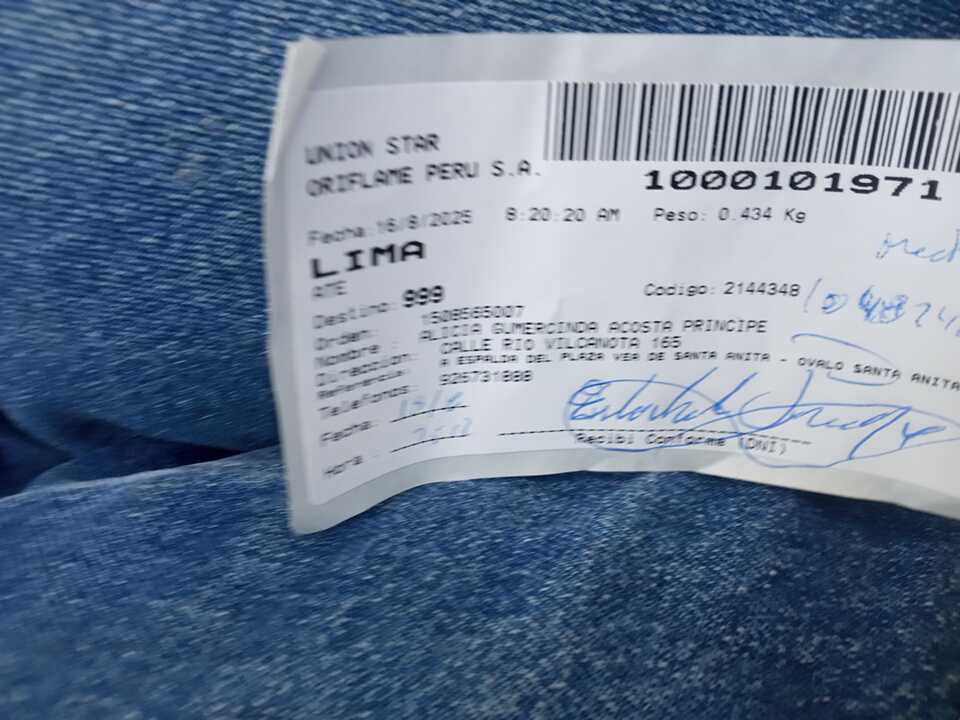 UNION STAR
ORIFLAME PERU S.A.
1000101971
Fecha:16/8/2025 8:20:20 AM Peso: 0.434 Kg
LIMA
ATE
Destino: 999 Codigo: 2144348
Orden: 1508565007
Nombre : ALICIA GUMERCINDA ACOSTA PRINCIPE
Direccion: CALLE RIO VILCANOTA 165
Referencia: A ESPALDA DEL PLAZA VEA DE SANTA ANITA - OVALO SANTA ANITA
Telefonos: 926731888
Fecha:
Hora :
Recibi Conforme (DNI)